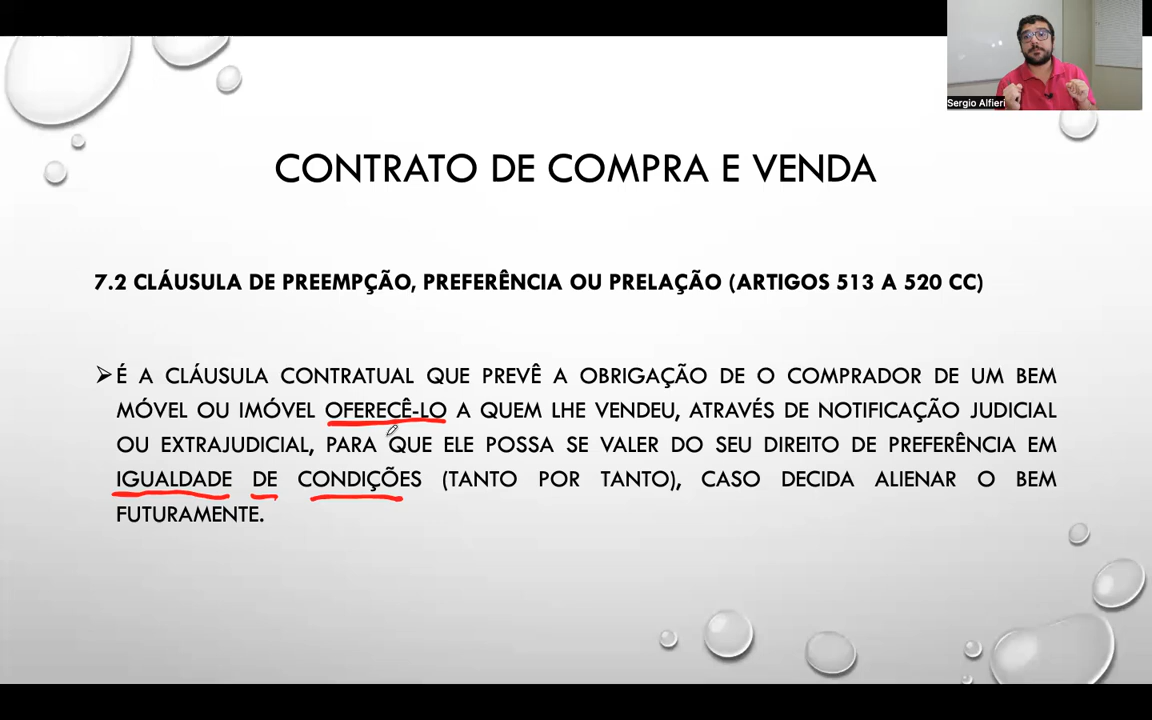 Sergio Alfieri
CONTRATO DE COMPRA E VENDA
7.2 CLÁUSULA DE PREEMPÇÃO, PREFERÊNCIA OU PRELAÇÃO (ARTIGOS 513 A 520 CC)
➢É A CLÁUSULA CONTRATUAL QUE PREVÊ A OBRIGAÇÃO DE O COMPRADOR DE UM BEM
MÓVEL OU IMÓVEL OFERECÊ-LO A QUEM LHE VENDEU, ATRAVÉS DE NOTIFICAÇÃO JUDICIAL
OU EXTRAJUDICIAL, PARA QUE ELE POSSA SE VALER DO SEU DIREITO DE PREFERÊNCIA EM
IGUALDADE DE CONDIÇÕES (TANTO POR TANTO), CASO DECIDA ALIENAR O BEM
FUTURAMENTE.